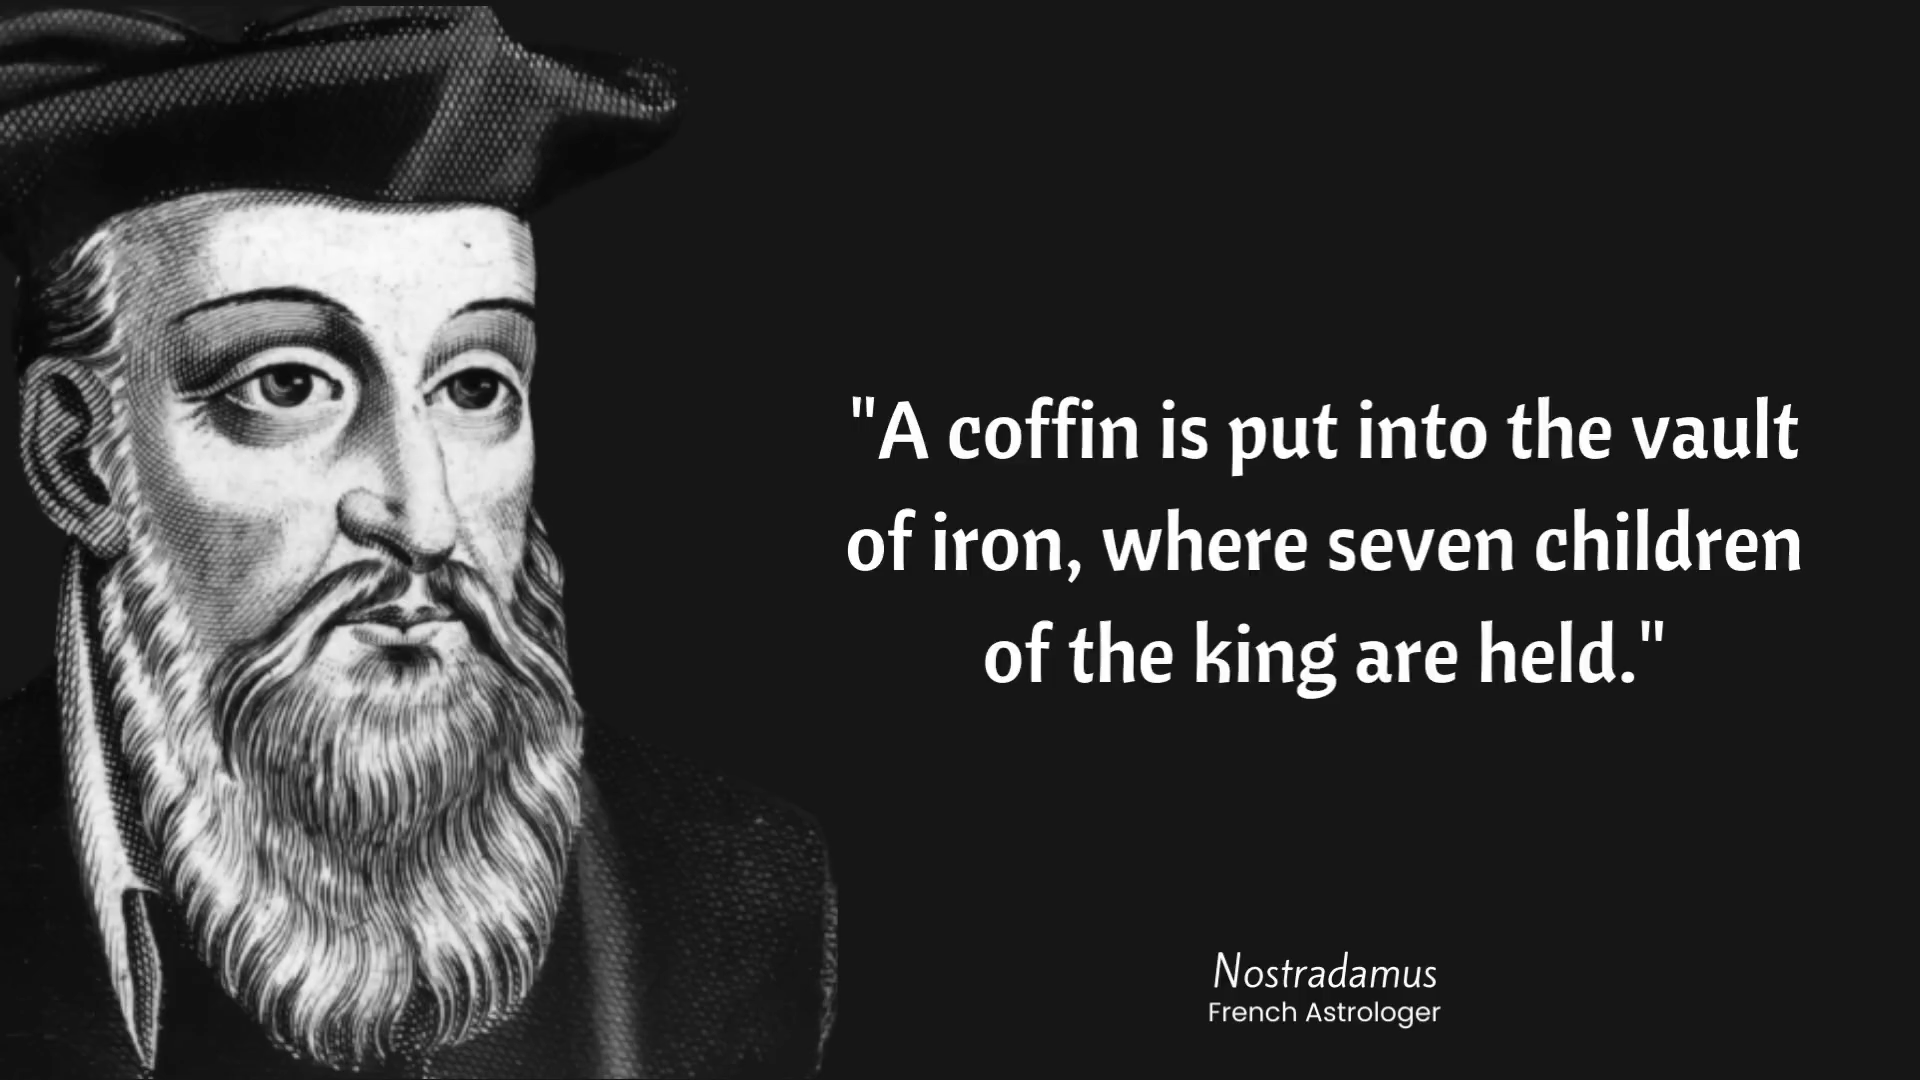 "A coffin is put into the vault
of iron, where seven children
of the king are held."
Nostradamus
French Astrologer